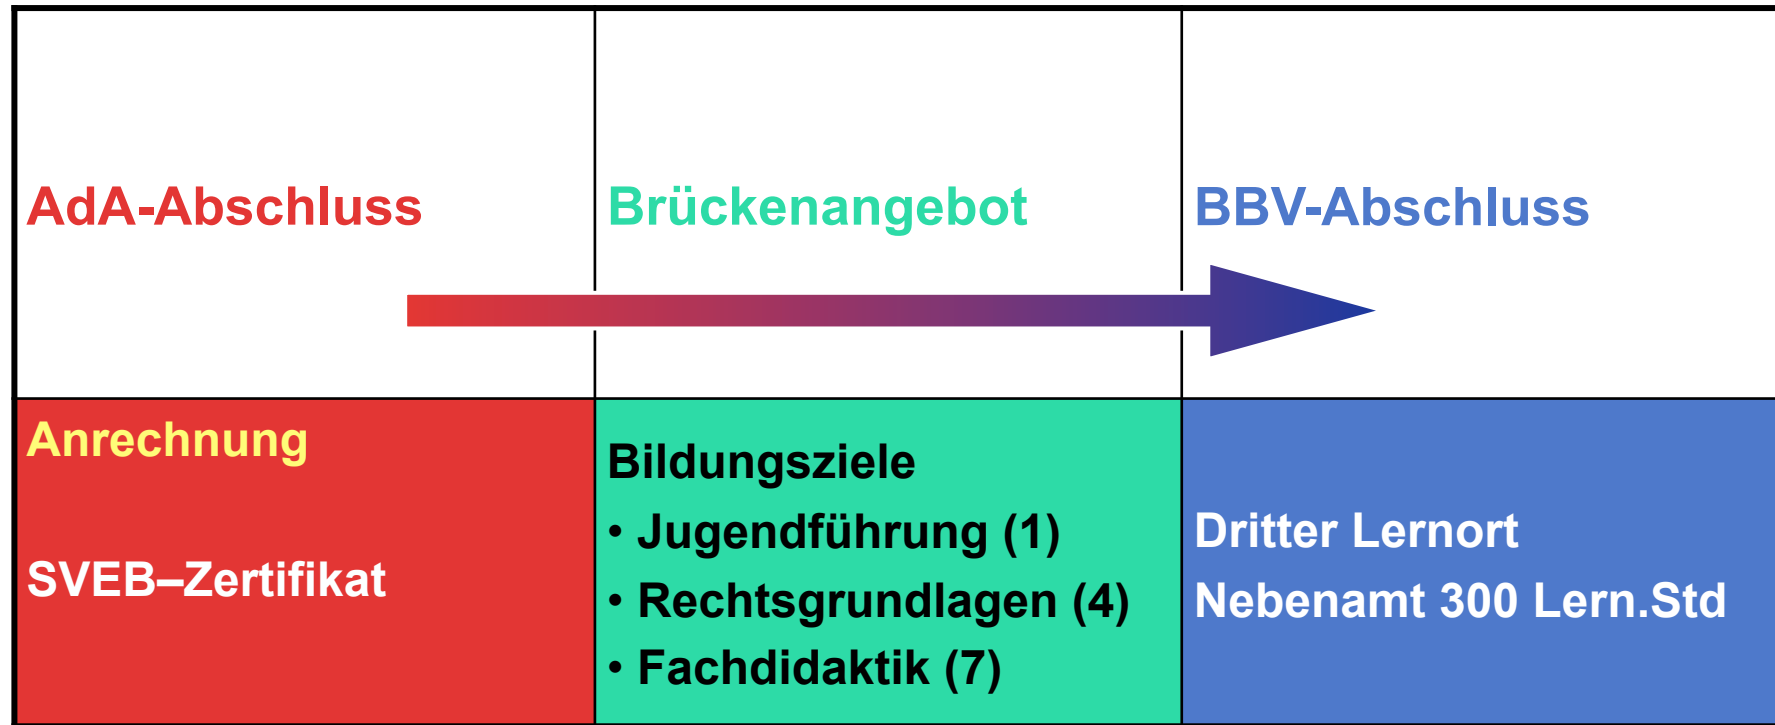 AdA-Abschluss
Brückenangebot
BBV-Abschluss
Anrechnung
SVEB–Zertifikat
Bildungsziele
• Jugendführung (1)
• Rechtsgrundlagen (4)
• Fachdidaktik (7)
Dritter Lernort
Nebenamt 300 Lern.Std